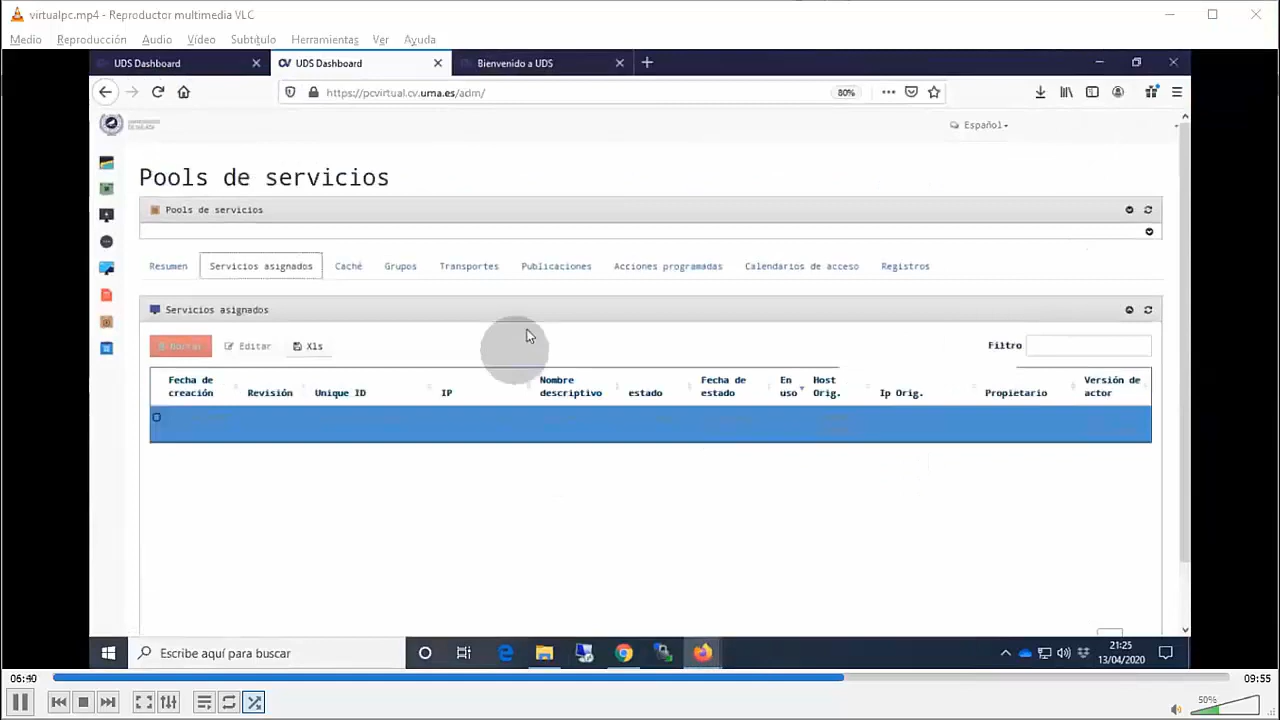 virtualpc.mp4 - Reproductor multimedia VLC
Medio Reproducción Audio Vídeo Subtítulo Herramientas Ver Ayuda
UDS Dashboard UDS Dashboard Bienvenido a UDS
https://pcvirtual.cv.uma.es/adm/ 80%
Español
Pools de servicios
Pools de servicios
Resumen Servicios asignados Caché Grupos Transportes Publicaciones Acciones programadas Calendarios de acceso Registros
Servicios asignados
Borrar Editar Xls Filtro
Fecha de creación Revisión Unique ID IP Nombre descriptivo estado Fecha de estado En uso Host Orig. Ip Orig. Propietario Versión de actor
Escribe aquí para buscar
21:25
13/04/2020
06:40 09:55
50%